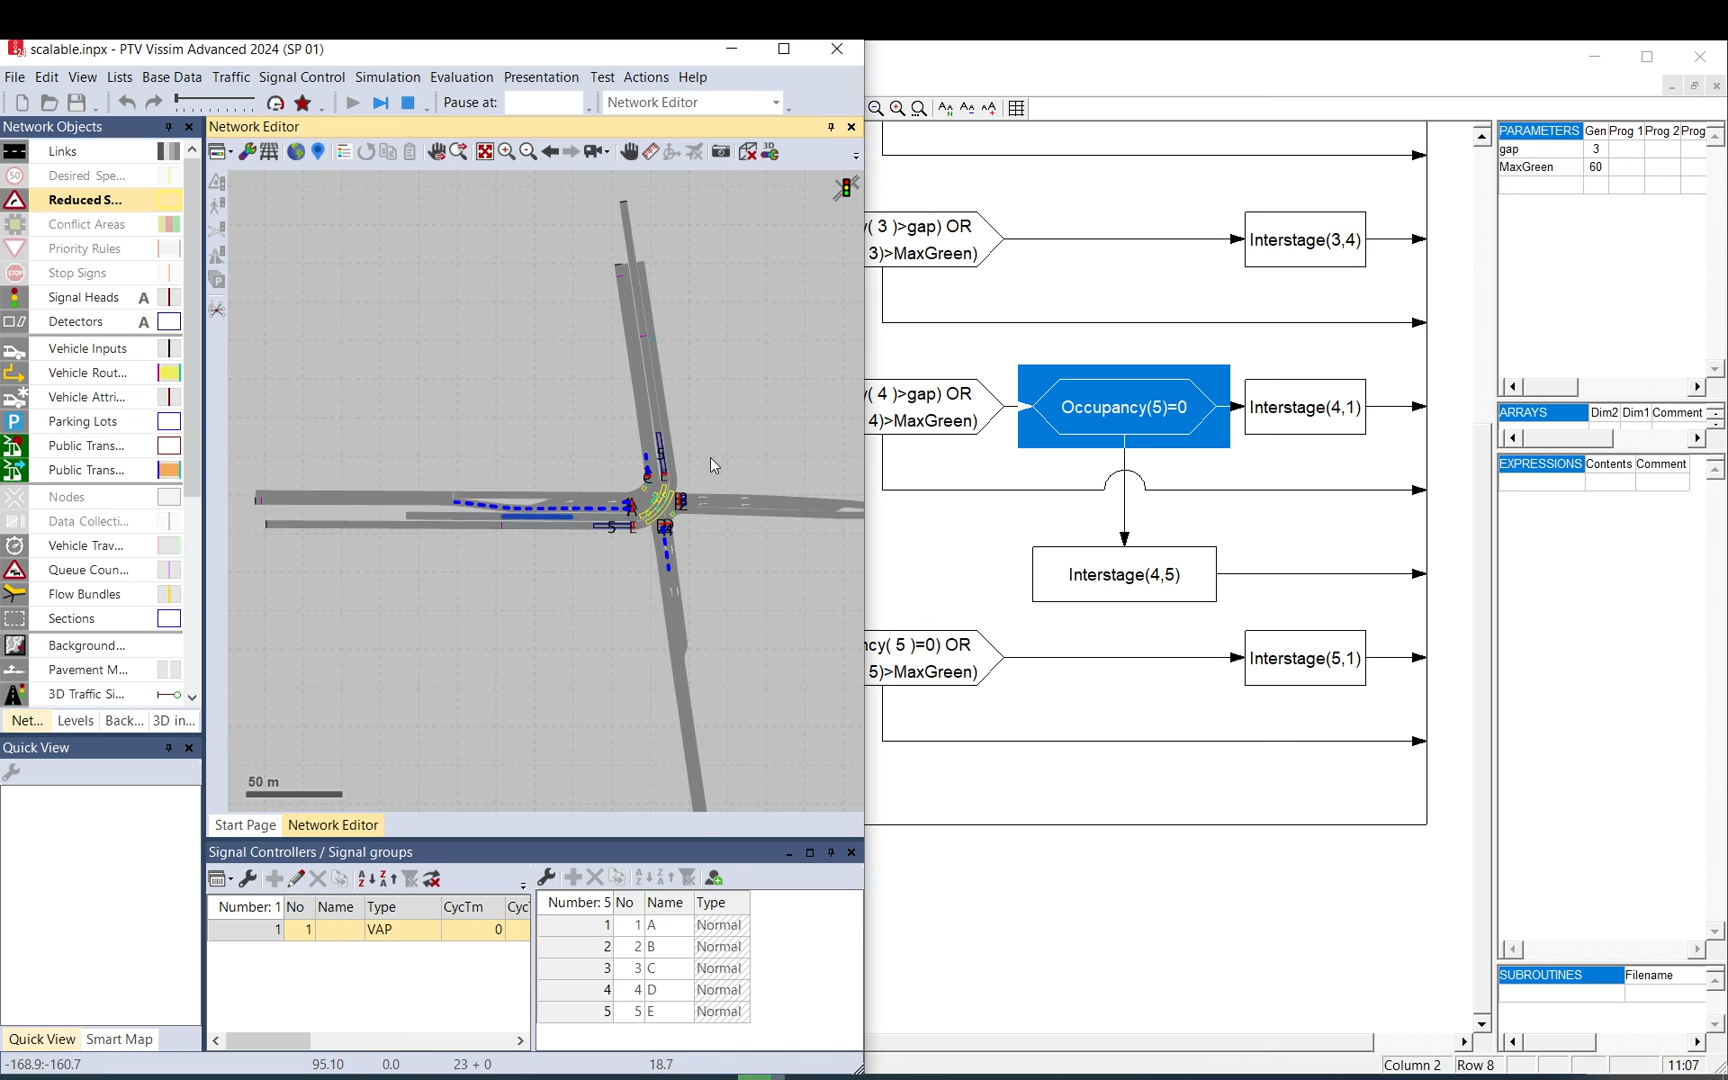 scalable.inpx - PTV Vissim Advanced 2024 (SP 01)
File Edit View Lists Base Data Traffic Signal Control Simulation Evaluation Presentation Test Actions Help
Pause at: Network Editor
Network Objects
Links
Desired Spe...
Reduced S...
Conflict Areas
Priority Rules
Stop Signs
Signal Heads A
Detectors A
Vehicle Inputs
Vehicle Rout...
Vehicle Attri...
Parking Lots
Public Trans...
Public Trans...
Nodes
Data Collecti...
Vehicle Trav...
Queue Coun...
Flow Bundles
Sections
Background...
Pavement M...
3D Traffic Si...
Net... Levels Back... 3D in...
Quick View
Quick View Smart Map
Network Editor
5
A
5
E
50 m
Start Page Network Editor
Signal Controllers / Signal groups
Number: 1 No Name Type CycTm Cyc
1 1 VAP 0
Number: 5 No Name Type
1 1 A Normal
2 2 B Normal
3 3 C Normal
4 4 D Normal
5 5 E Normal
-168.9:-160.7 95.10 0.0 23 + 0 18.7
y( 3 )>gap) OR
3)>MaxGreen)
Interstage(3,4)
y( 4 )>gap) OR
4)>MaxGreen)
Occupancy(5)=0
Interstage(4,1)
Interstage(4,5)
ncy( 5 )=0) OR
5)>MaxGreen)
Interstage(5,1)
PARAMETERS Gen Prog 1 Prog 2 Prog
gap 3
MaxGreen 60
ARRAYS Dim2 Dim1 Comment
EXPRESSIONS Contents Comment
SUBROUTINES Filename
Column 2 Row 8 11:07